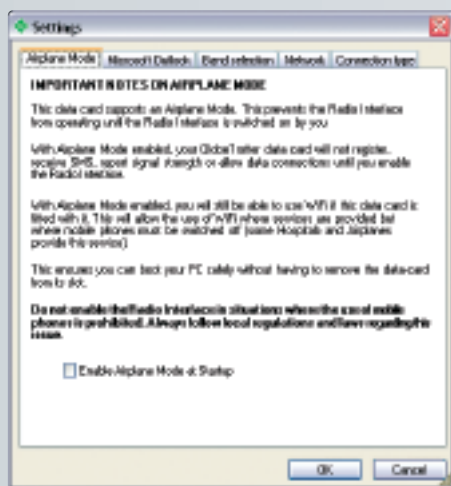 Settings
Airplane Mode Microsoft Outlook Band selection Network Connection type
IMPORTANT NOTES ON AIRPLANE MODE
This data card supports an Airplane Mode. This prevents the Radio Interface
from operating until the Radio Interface is switched on by you
With Airplane Mode enabled, your GlobeTrotter data card will not register,
receive SMS, report signal strength or allow data connections until you enable
the Radio Interface.
With Airplane Mode enabled, you will still be able to use WiFi if this data card is
fitted with it. This will allow the use of WiFi where services are provided but
where mobile phones must be switched off (some Hospitals and Airplanes
provide this service)
This ensures you can boot your PC safely without having to remove the data-card
from its slot.
Do not enable the Radio Interface in situations where the use of mobile
phones is prohibited. Always follow local regulations and laws regarding this
issue.
Enable Airplane Mode at Startup
OK Cancel